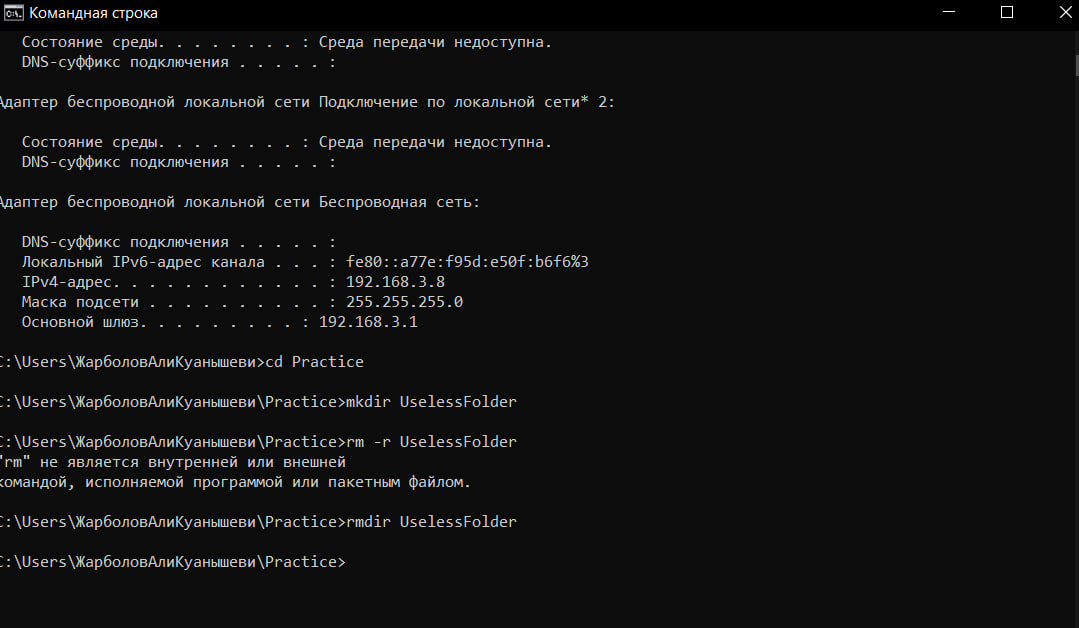 Командная строка
Состояние среды. . . . . . . . : Среда передачи недоступна.
DNS-суффикс подключения . . . . . :
Адаптер беспроводной локальной сети Подключение по локальной сети* 2:
Состояние среды. . . . . . . . : Среда передачи недоступна.
DNS-суффикс подключения . . . . . :
Адаптер беспроводной локальной сети Беспроводная сеть:
DNS-суффикс подключения . . . . . :
Локальный IPv6-адрес канала . . . : fe80::a77e:f95d:e50f:b6f6%3
IPv4-адрес. . . . . . . . . . . . : 192.168.3.8
Маска подсети . . . . . . . . . . : 255.255.255.0
Основной шлюз. . . . . . . . . : 192.168.3.1
C:\Users\ЖарболовАлиКуанышеви>cd Practice
C:\Users\ЖарболовАлиКуанышеви\Practice>mkdir UselessFolder
C:\Users\ЖарболовАлиКуанышеви\Practice>rm -r UselessFolder
"rm" не является внутренней или внешней
командой, исполняемой программой или пакетным файлом.
C:\Users\ЖарболовАлиКуанышеви\Practice>rmdir UselessFolder
C:\Users\ЖарболовАлиКуанышеви\Practice>